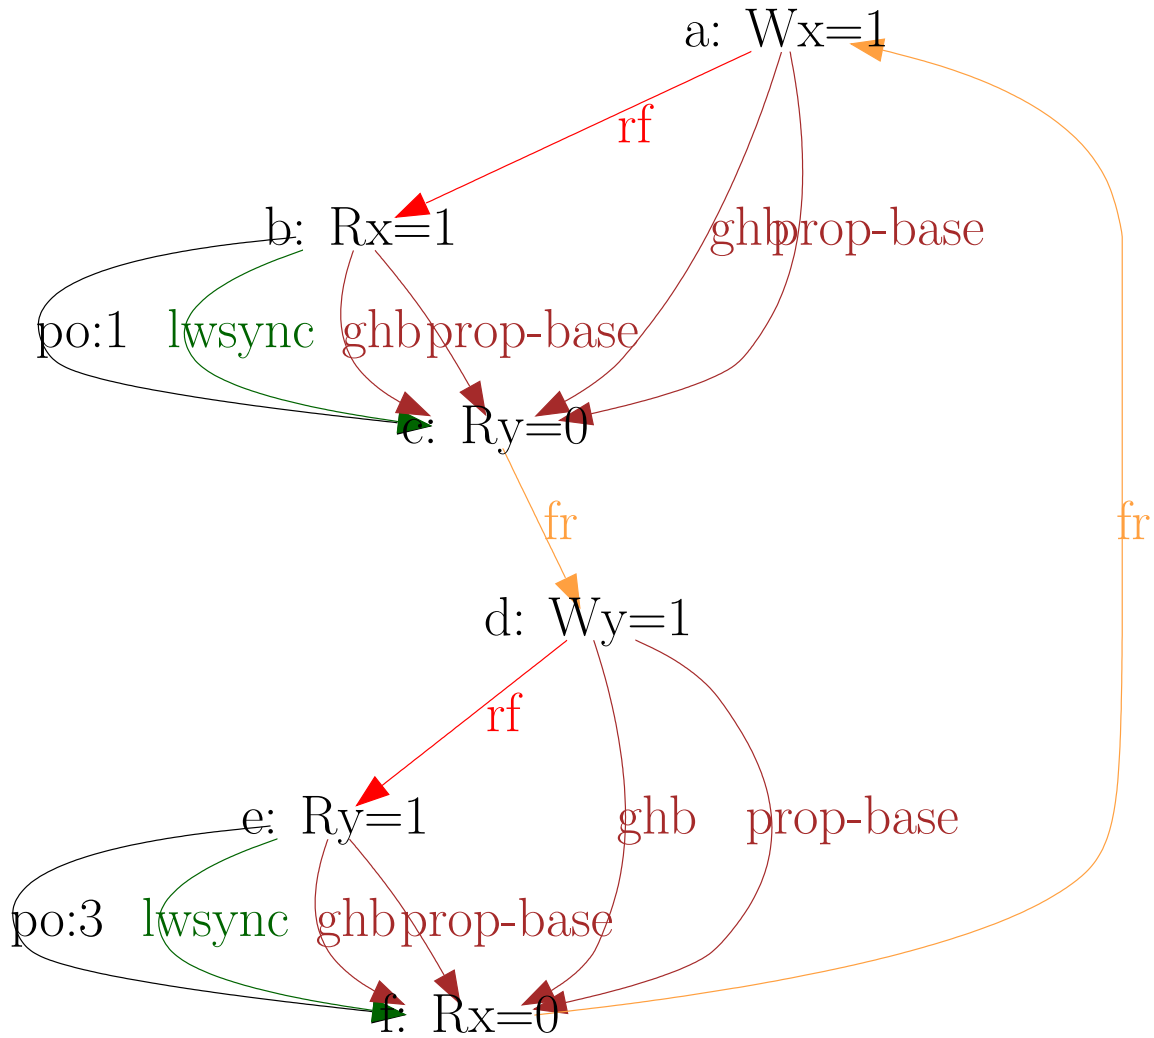 a: Wx=1
rf
b: Rx=1
ghb
prop-base
po:1
lwsync
ghb
prop-base
c: Ry=0
fr
fr
d: Wy=1
rf
e: Ry=1
ghb
prop-base
po:3
lwsync
ghb
prop-base
f: Rx=0